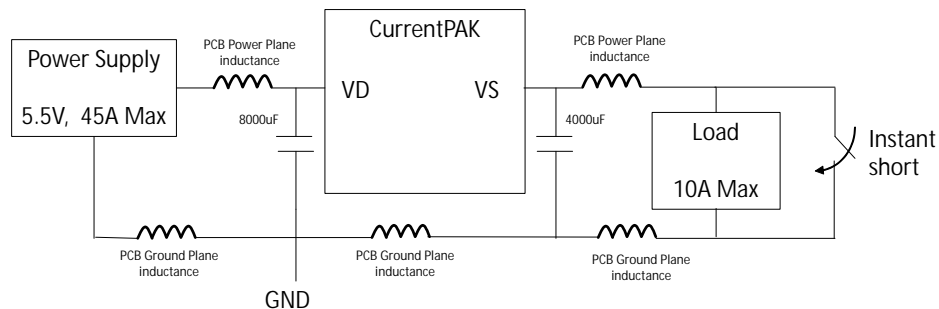 CurrentPAK
PCB Power Plane
inductance
PCB Power Plane
inductance
Power Supply
5.5V, 45A Max
VD
VS
8000uF
4000uF
Load
10A Max
Instant
short
PCB Ground Plane
inductance
PCB Ground Plane
inductance
PCB Ground Plane
inductance
GND